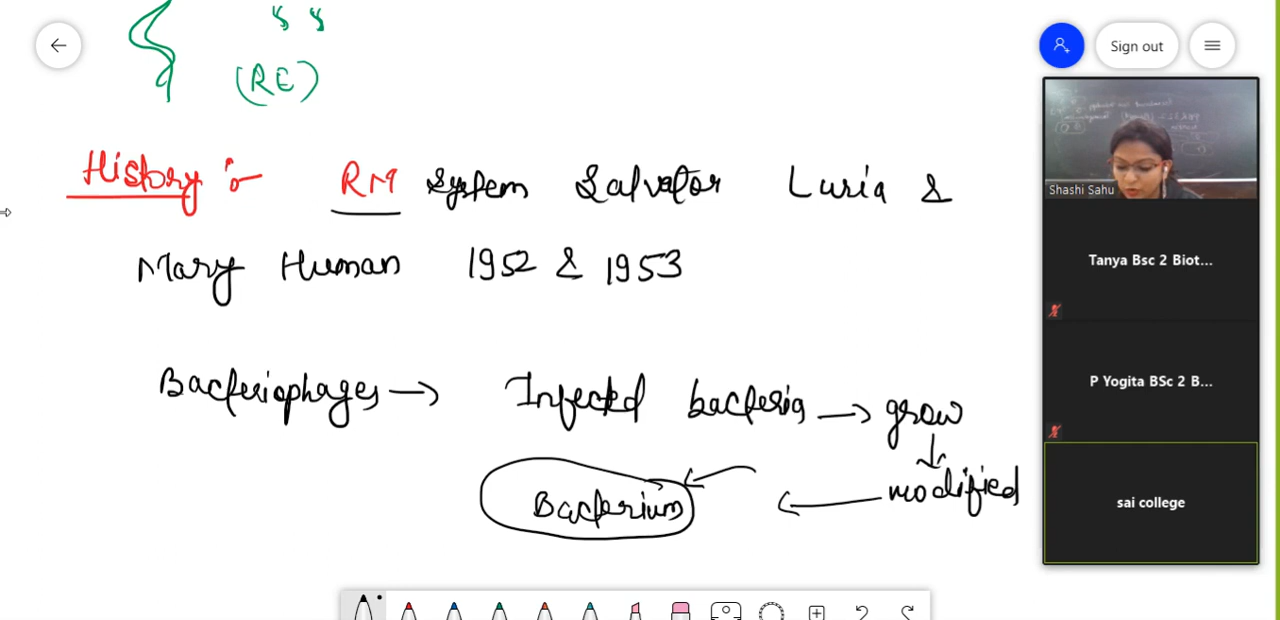 (RE)
Sign out
History :-  RM System Salvator Luria &
Mary Human 1952 & 1953
Bacteriophages → Infected bacteria → grow
↓
Bacterium ← modified
Shashi Sahu
Tanya Bsc 2 Biot...
P Yogita BSc 2 B...
sai college